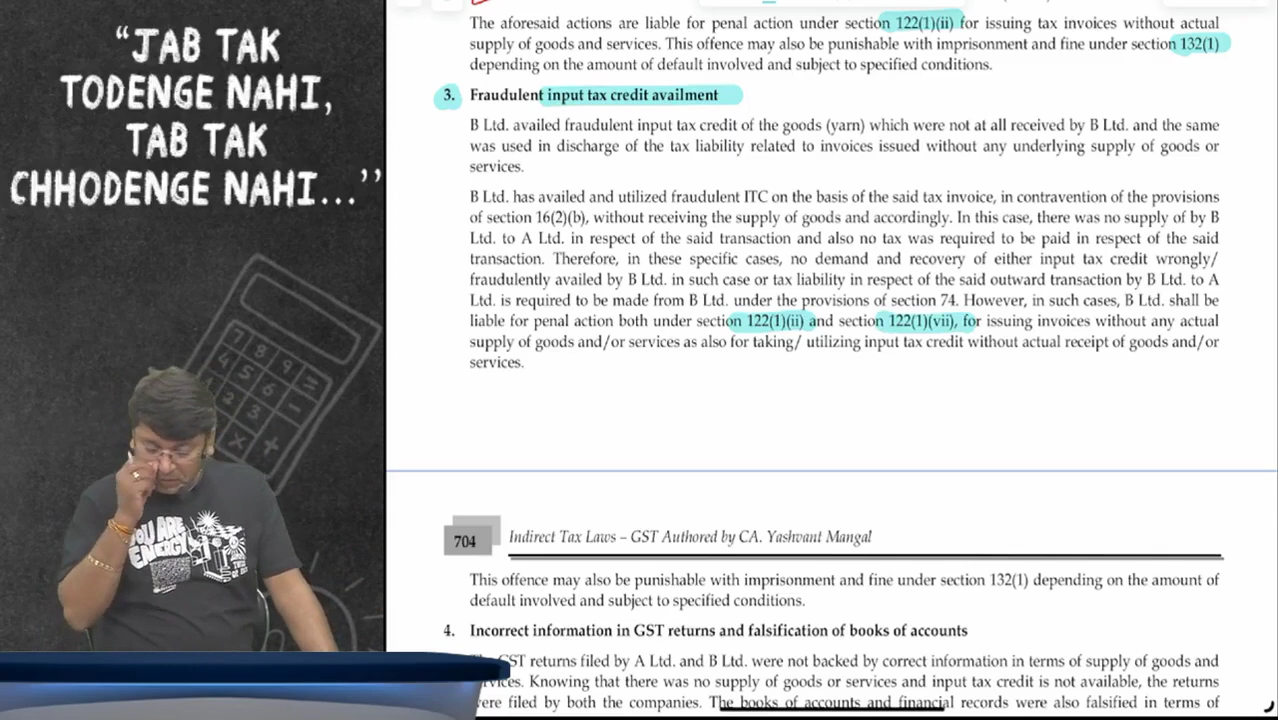 “JAB TAK
TODENGE NAHI,
TAB TAK
CHHODENGE NAHI...’’
YOU ARE
ENERGY
The aforesaid actions are liable for penal action under section 122(1)(ii) for issuing tax invoices without actual
supply of goods and services. This offence may also be punishable with imprisonment and fine under section 132(1)
depending on the amount of default involved and subject to specified conditions.
3. Fraudulent input tax credit availment
B Ltd. availed fraudulent input tax credit of the goods (yarn) which were not at all received by B Ltd. and the same
was used in discharge of the tax liability related to invoices issued without any underlying supply of goods or
services.
B Ltd. has availed and utilized fraudulent ITC on the basis of the said tax invoice, in contravention of the provisions
of section 16(2)(b), without receiving the supply of goods and accordingly. In this case, there was no supply of by B
Ltd. to A Ltd. in respect of the said transaction and also no tax was required to be paid in respect of the said
transaction. Therefore, in these specific cases, no demand and recovery of either input tax credit wrongly/
fraudulently availed by B Ltd. in such case or tax liability in respect of the said outward transaction by B Ltd. to A
Ltd. is required to be made from B Ltd. under the provisions of section 74. However, in such cases, B Ltd. shall be
liable for penal action both under section 122(1)(ii) and section 122(1)(vii), for issuing invoices without any actual
supply of goods and/or services as also for taking/ utilizing input tax credit without actual receipt of goods and/or
services.
704 Indirect Tax Laws – GST Authored by CA. Yashvant Mangal
This offence may also be punishable with imprisonment and fine under section 132(1) depending on the amount of
default involved and subject to specified conditions.
4. Incorrect information in GST returns and falsification of books of accounts
GST returns filed by A Ltd. and B Ltd. were not backed by correct information in terms of supply of goods and
Knowing that there was no supply of goods or services and input tax credit is not available, the returns
were filed by both the companies. The books of accounts and financial records were also falsified in terms of